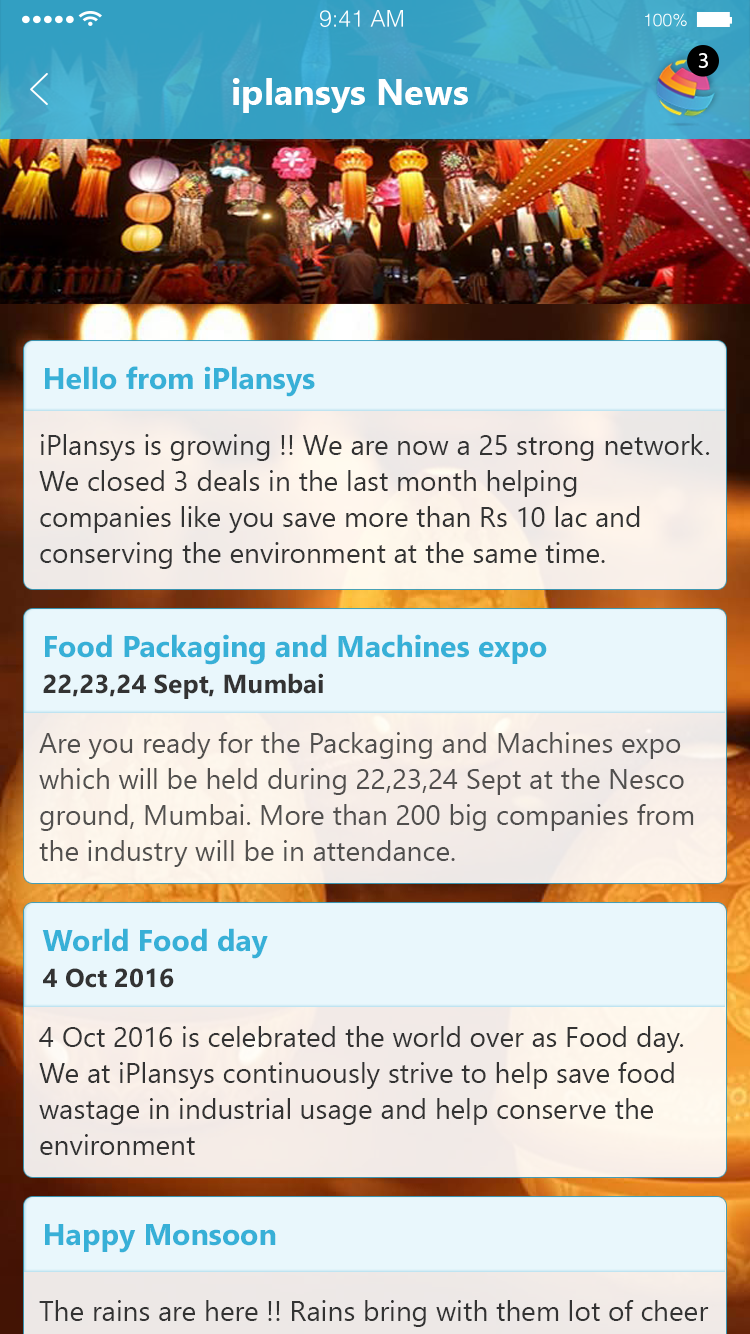 9:41 AM
100%
iplansys News
3
Hello from iPlansys
iPlansys is growing !! We are now a 25 strong network.
We closed 3 deals in the last month helping
companies like you save more than Rs 10 lac and
conserving the environment at the same time.
Food Packaging and Machines expo
22,23,24 Sept, Mumbai
Are you ready for the Packaging and Machines expo
which will be held during 22,23,24 Sept at the Nesco
ground, Mumbai. More than 200 big companies from
the industry will be in attendance.
World Food day
4 Oct 2016
4 Oct 2016 is celebrated the world over as Food day.
We at iPlansys continuously strive to help save food
wastage in industrial usage and help conserve the
environment
Happy Monsoon
The rains are here !! Rains bring with them lot of cheer